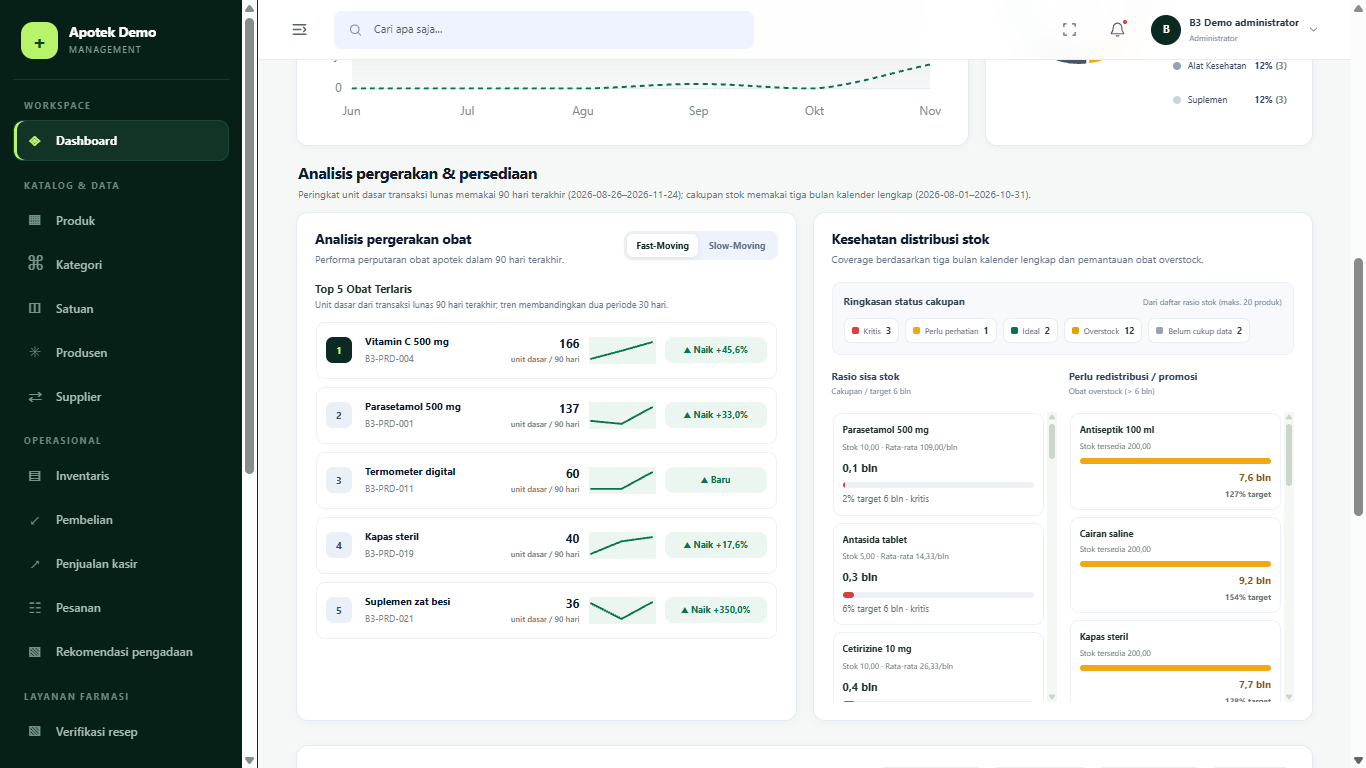 Apotek Demo
MANAGEMENT
WORKSPACE
Dashboard
KATALOG & DATA
Produk
Kategori
Satuan
Produsen
Supplier
OPERASIONAL
Inventaris
Pembelian
Penjualan kasir
Pesanan
Rekomendasi pengadaan
LAYANAN FARMASI
Verifikasi resep
Cari apa saja...
B
B3 Demo administrator
Administrator
0
Jun Jul Agu Sep Okt Nov
Alat Kesehatan 12% (3)
Suplemen 12% (3)
Analisis pergerakan & persediaan
Peringkat unit dasar transaksi lunas memakai 90 hari terakhir (2026-08-26–2026-11-24); cakupan stok memakai tiga bulan kalender lengkap (2026-08-01–2026-10-31).
Analisis pergerakan obat
Performa perputaran obat apotek dalam 90 hari terakhir.
Fast-Moving Slow-Moving
Top 5 Obat Terlaris
Unit dasar dari transaksi lunas 90 hari terakhir; tren membandingkan dua periode 30 hari.
1
Vitamin C 500 mg
B3-PRD-004
166
unit dasar / 90 hari
▲ Naik +45,6%
2
Parasetamol 500 mg
B3-PRD-001
137
unit dasar / 90 hari
▲ Naik +33,0%
3
Termometer digital
B3-PRD-011
60
unit dasar / 90 hari
▲ Baru
4
Kapas steril
B3-PRD-019
40
unit dasar / 90 hari
▲ Naik +17,6%
5
Suplemen zat besi
B3-PRD-021
36
unit dasar / 90 hari
▲ Naik +350,0%
Kesehatan distribusi stok
Coverage berdasarkan tiga bulan kalender lengkap dan pemantauan obat overstock.
Ringkasan status cakupan
Dari daftar rasio stok (maks. 20 produk)
Kritis 3
Perlu perhatian 1
Ideal 2
Overstock 12
Belum cukup data 2
Rasio sisa stok
Cakupan / target 6 bln
Parasetamol 500 mg
Stok 10,00 · Rata-rata 109,00/bln
0,1 bln
2% target 6 bln · kritis
Antasida tablet
Stok 5,00 · Rata-rata 14,33/bln
0,3 bln
6% target 6 bln · kritis
Cetirizine 10 mg
Stok 10,00 · Rata-rata 26,33/bln
0,4 bln
Perlu redistribusi / promosi
Obat overstock (> 6 bln)
Antiseptik 100 ml
Stok tersedia 200,00
7,6 bln
127% target
Cairan saline
Stok tersedia 200,00
9,2 bln
154% target
Kapas steril
Stok tersedia 200,00
7,7 bln
128% target